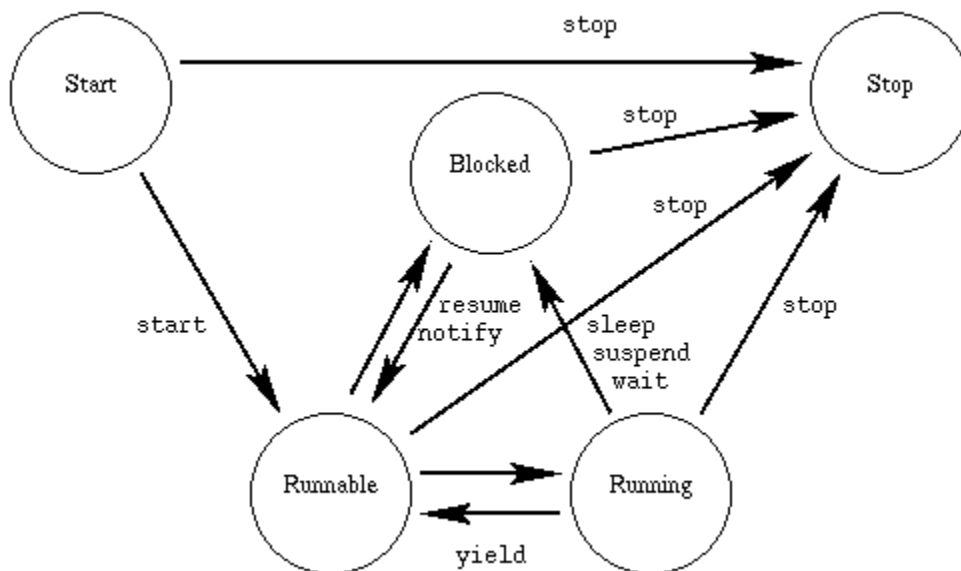 stop
Start
Stop
stop
Blocked
stop
resume
notify
start
sleep
suspend
wait
stop
Runnable
Running
yield